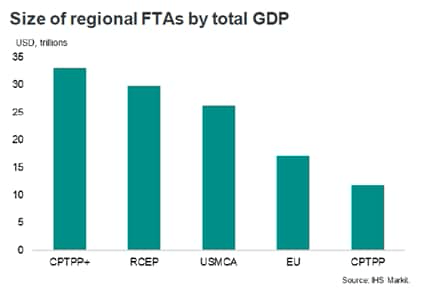 Size of regional FTAs by total GDP
USD, trillions
35
30
25
20
15
10
5
0
CPTPP+ RCEP USMCA EU CPTPP
Source: IHS Markit.